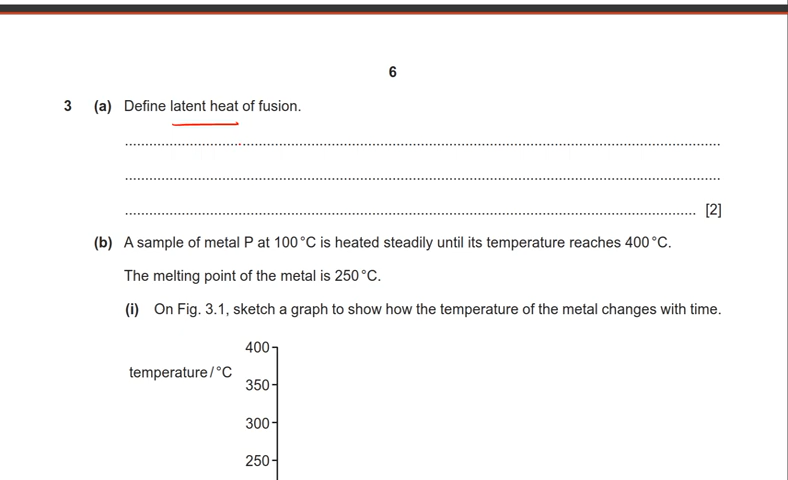 6
3 (a) Define latent heat of fusion.
[2]
(b) A sample of metal P at 100 °C is heated steadily until its temperature reaches 400 °C.
The melting point of the metal is 250 °C.
(i) On Fig. 3.1, sketch a graph to show how the temperature of the metal changes with time.
400
temperature / °C
350
300
250